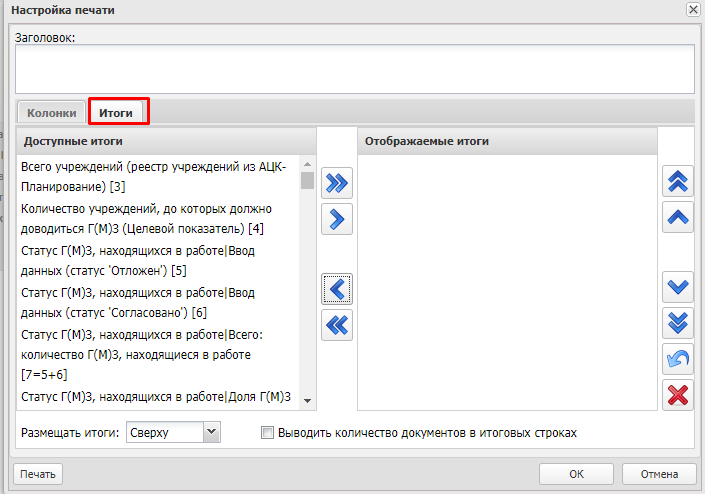 Настройка печати
Заголовок:
Колонки
Итоги
Доступные итоги
Всего учреждений (реестр учреждений из АЦК-
Планирование) [3]
Количество учреждений, до которых должно
доводиться Г(М)З (Целевой показатель) [4]
Статус Г(М)З, находящихся в работе|Ввод
данных (статус 'Отложен') [5]
Статус Г(М)З, находящихся в работе|Ввод
данных (статус 'Согласовано') [6]
Статус Г(М)З, находящихся в работе|Всего:
количество Г(М)З, находящиеся в работе
[7=5+6]
Статус Г(М)З, находящихся в работе|Доля Г(М)З
Отображаемые итоги
Размещать итоги:
Сверху
Выводить количество документов в итоговых строках
Печать
ОК
Отмена